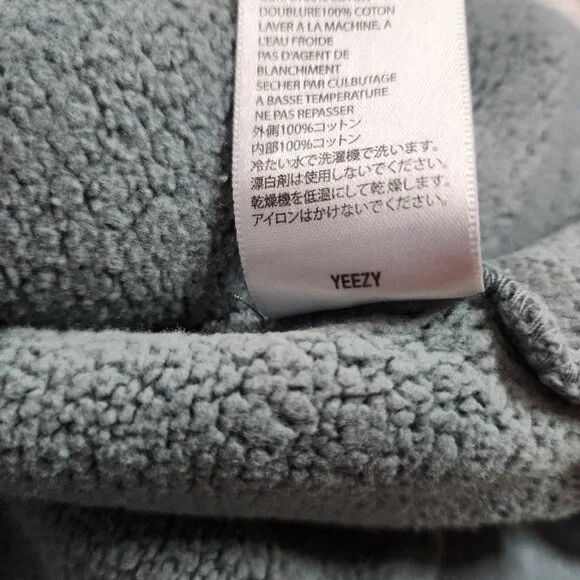 DOUBLURE100% COTON
LAVER A LA MACHINE, A
L'EAU FROIDE
PAS D'AGENT DE
BLANCHIMENT
SECHER PAR CULBUTAGE
A BASSE TEMPERATURE
NE PAS REPASSER
外側100%コットン
内部100%コットン
冷たい水で洗濯機で洗います。
漂白剤は使用しないでください。
乾燥機を低温にして乾燥します。
アイロンはかけないでください。
YEEZY